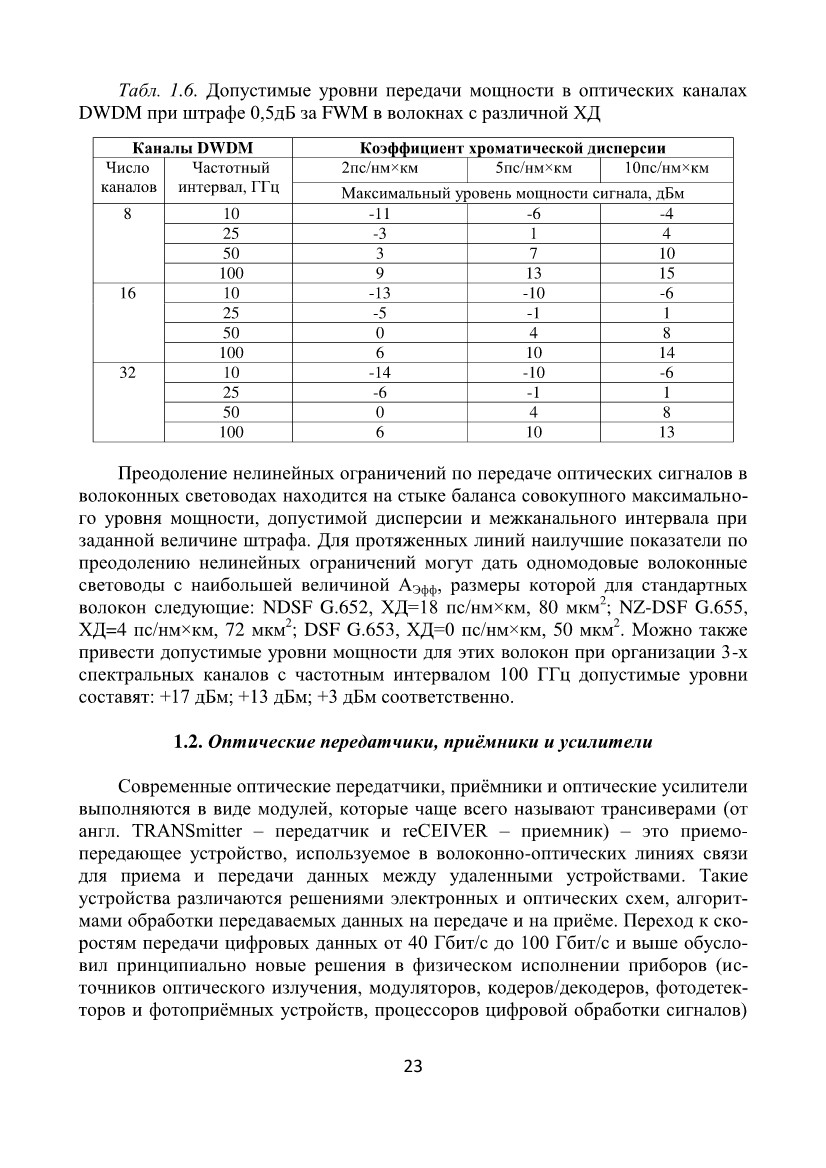 Табл. 1.6. Допустимые уровни передачи мощности в оптических каналах
DWDM при штрафе 0,5дБ за FWM в волокнах с различной ХД
Каналы DWDM Коэффициент хроматической дисперсии
Число каналов Частотный интервал, ГГц 2пс/нм×км 5пс/нм×км 10пс/нм×км
Максимальный уровень мощности сигнала, дБм
8 10 -11 -6 -4
25 -3 1 4
50 3 7 10
100 9 13 15
16 10 -13 -10 -6
25 -5 -1 1
50 0 4 8
100 6 10 14
32 10 -14 -10 -6
25 -6 -1 1
50 0 4 8
100 6 10 13
Преодоление нелинейных ограничений по передаче оптических сигналов в
волоконных световодах находится на стыке баланса совокупного максимально-
го уровня мощности, допустимой дисперсии и межканального интервала при
заданной величине штрафа. Для протяженных линий наилучшие показатели по
преодолению нелинейных ограничений могут дать одномодовые волоконные
световоды с наибольшей величиной AЭфф, размеры которой для стандартных
волокон следующие: NDSF G.652, ХД=18 пс/нм×км, 80 мкм²; NZ-DSF G.655,
ХД=4 пс/нм×км, 72 мкм²; DSF G.653, ХД=0 пс/нм×км, 50 мкм². Можно также
привести допустимые уровни мощности для этих волокон при организации 3-х
спектральных каналов с частотным интервалом 100 ГГц допустимые уровни
составят: +17 дБм; +13 дБм; +3 дБм соответственно.
1.2. Оптические передатчики, приёмники и усилители
Современные оптические передатчики, приёмники и оптические усилители
выполняются в виде модулей, которые чаще всего называют трансиверами (от
англ. TRANSmitter – передатчик и reCEIVER – приемник) – это приемо-
передающее устройство, используемое в волоконно-оптических линиях связи
для приема и передачи данных между удаленными устройствами. Такие
устройства различаются решениями электронных и оптических схем, алгорит-
мами обработки передаваемых данных на передаче и на приёме. Переход к ско-
ростям передачи цифровых данных от 40 Гбит/с до 100 Гбит/с и выше обусло-
вил принципиально новые решения в физическом исполнении приборов (ис-
точников оптического излучения, модуляторов, кодеров/декодеров, фотодетек-
торов и фотоприёмных устройств, процессоров цифровой обработки сигналов)
23